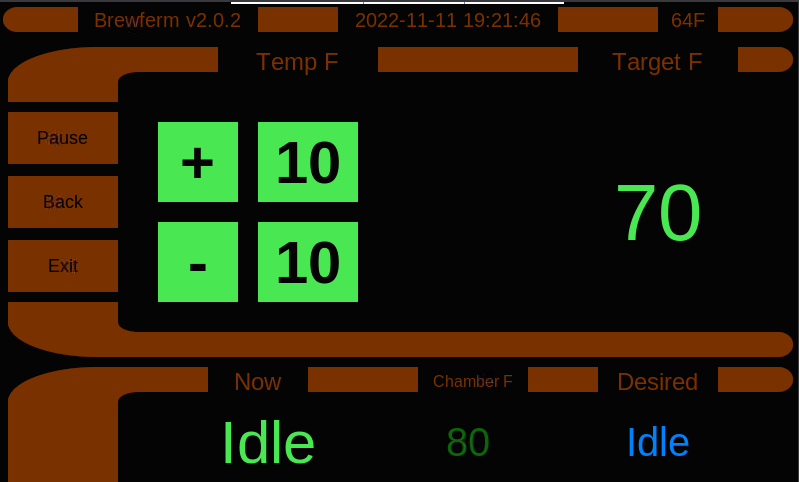 Brewferm v2.0.2 2022-11-11 19:21:46 64F
Temp F Target F
Pause
+ 10
Back
70
- 10
Exit
Now Chamber F Desired
Idle 80 Idle